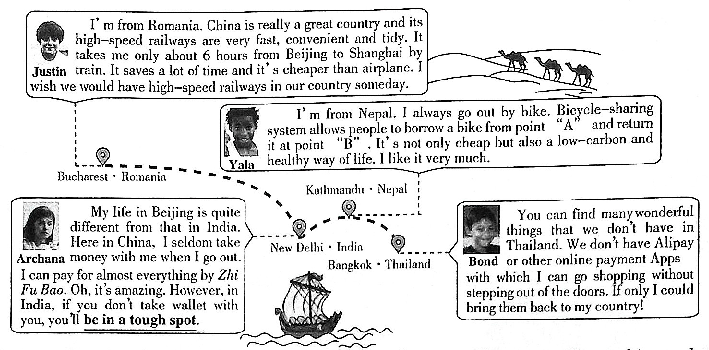 I'm from Romania. China is really a great country and its
high-speed railways are very fast, convenient and tidy. It
takes me only about 6 hours from Beijing to Shanghai by
Justin train. It saves a lot of time and it's cheaper than airplane. I
wish we would have high-speed railways in our country someday.
I'm from Nepal. I always go out by bike. Bicycle-sharing
system allows people to borrow a bike from point "A" and return
it at point "B". It's not only cheap but also a low-carbon and
Yala healthy way of life. I like it very much.
Bucharest · Romania
Kathmandu · Nepal
New Delhi · India
Bangkok · Thailand
My life in Beijing is quite
different from that in India.
Here in China, I seldom take
Archana money with me when I go out.
I can pay for almost everything by Zhi
Fu Bao. Oh, it's amazing. However, in
India, if you don't take wallet with
you, you'll be in a tough spot.
You can find many wonderful
things that we don't have in
Thailand. We don't have Alipay
Bond or other online payment Apps
with which I can go shopping without
stepping out of the doors. If only I could
bring them back to my country!